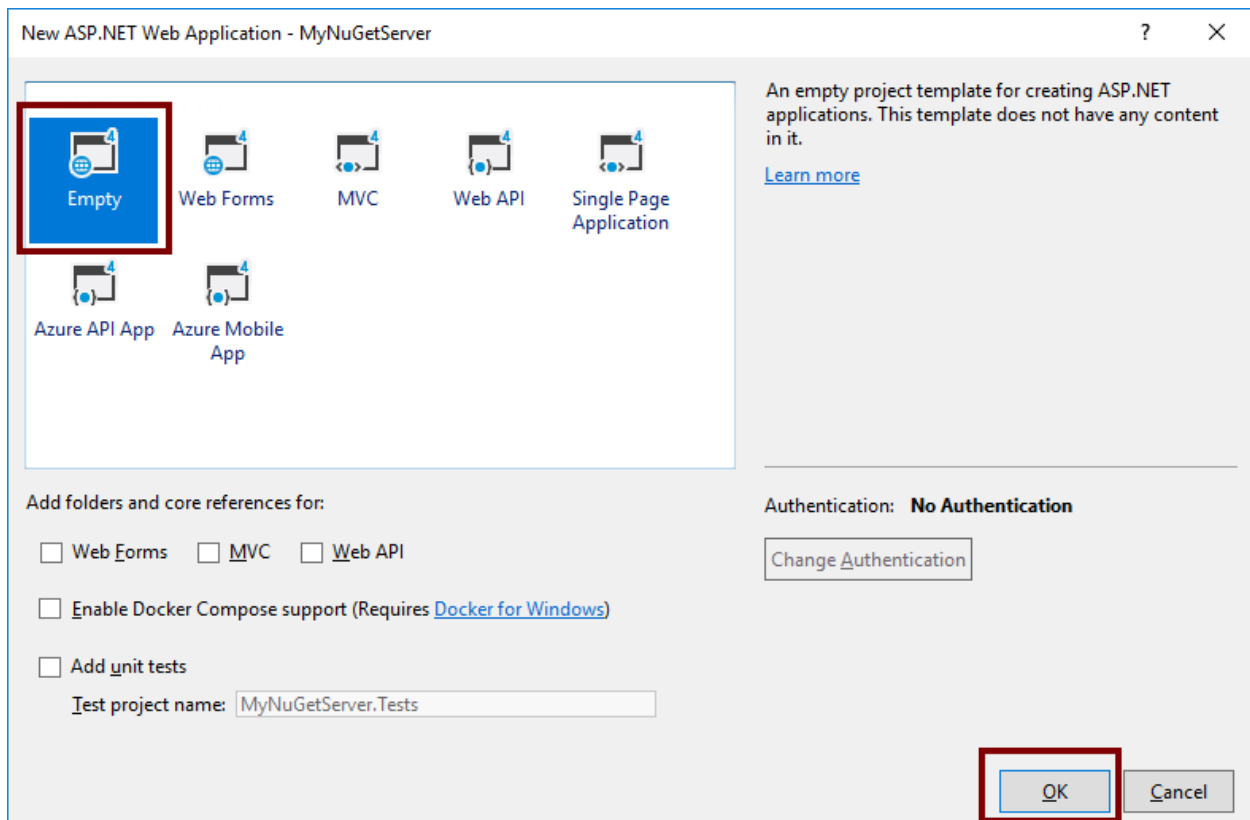 New ASP.NET Web Application - MyNuGetServer
?
An empty project template for creating ASP.NET
applications. This template does not have any content
in it.
Learn more
4
4
4
4
4
Empty
Web Forms
MVC
Web API
Single Page
Application
4
4
Azure API App
Azure Mobile
App
Add folders and core references for:
Web Forms
MVC
Web API
Enable Docker Compose support (Requires Docker for Windows)
Add unit tests
Test project name:
MyNuGetServer.Tests
Authentication: No Authentication
Change Authentication
OK
Cancel